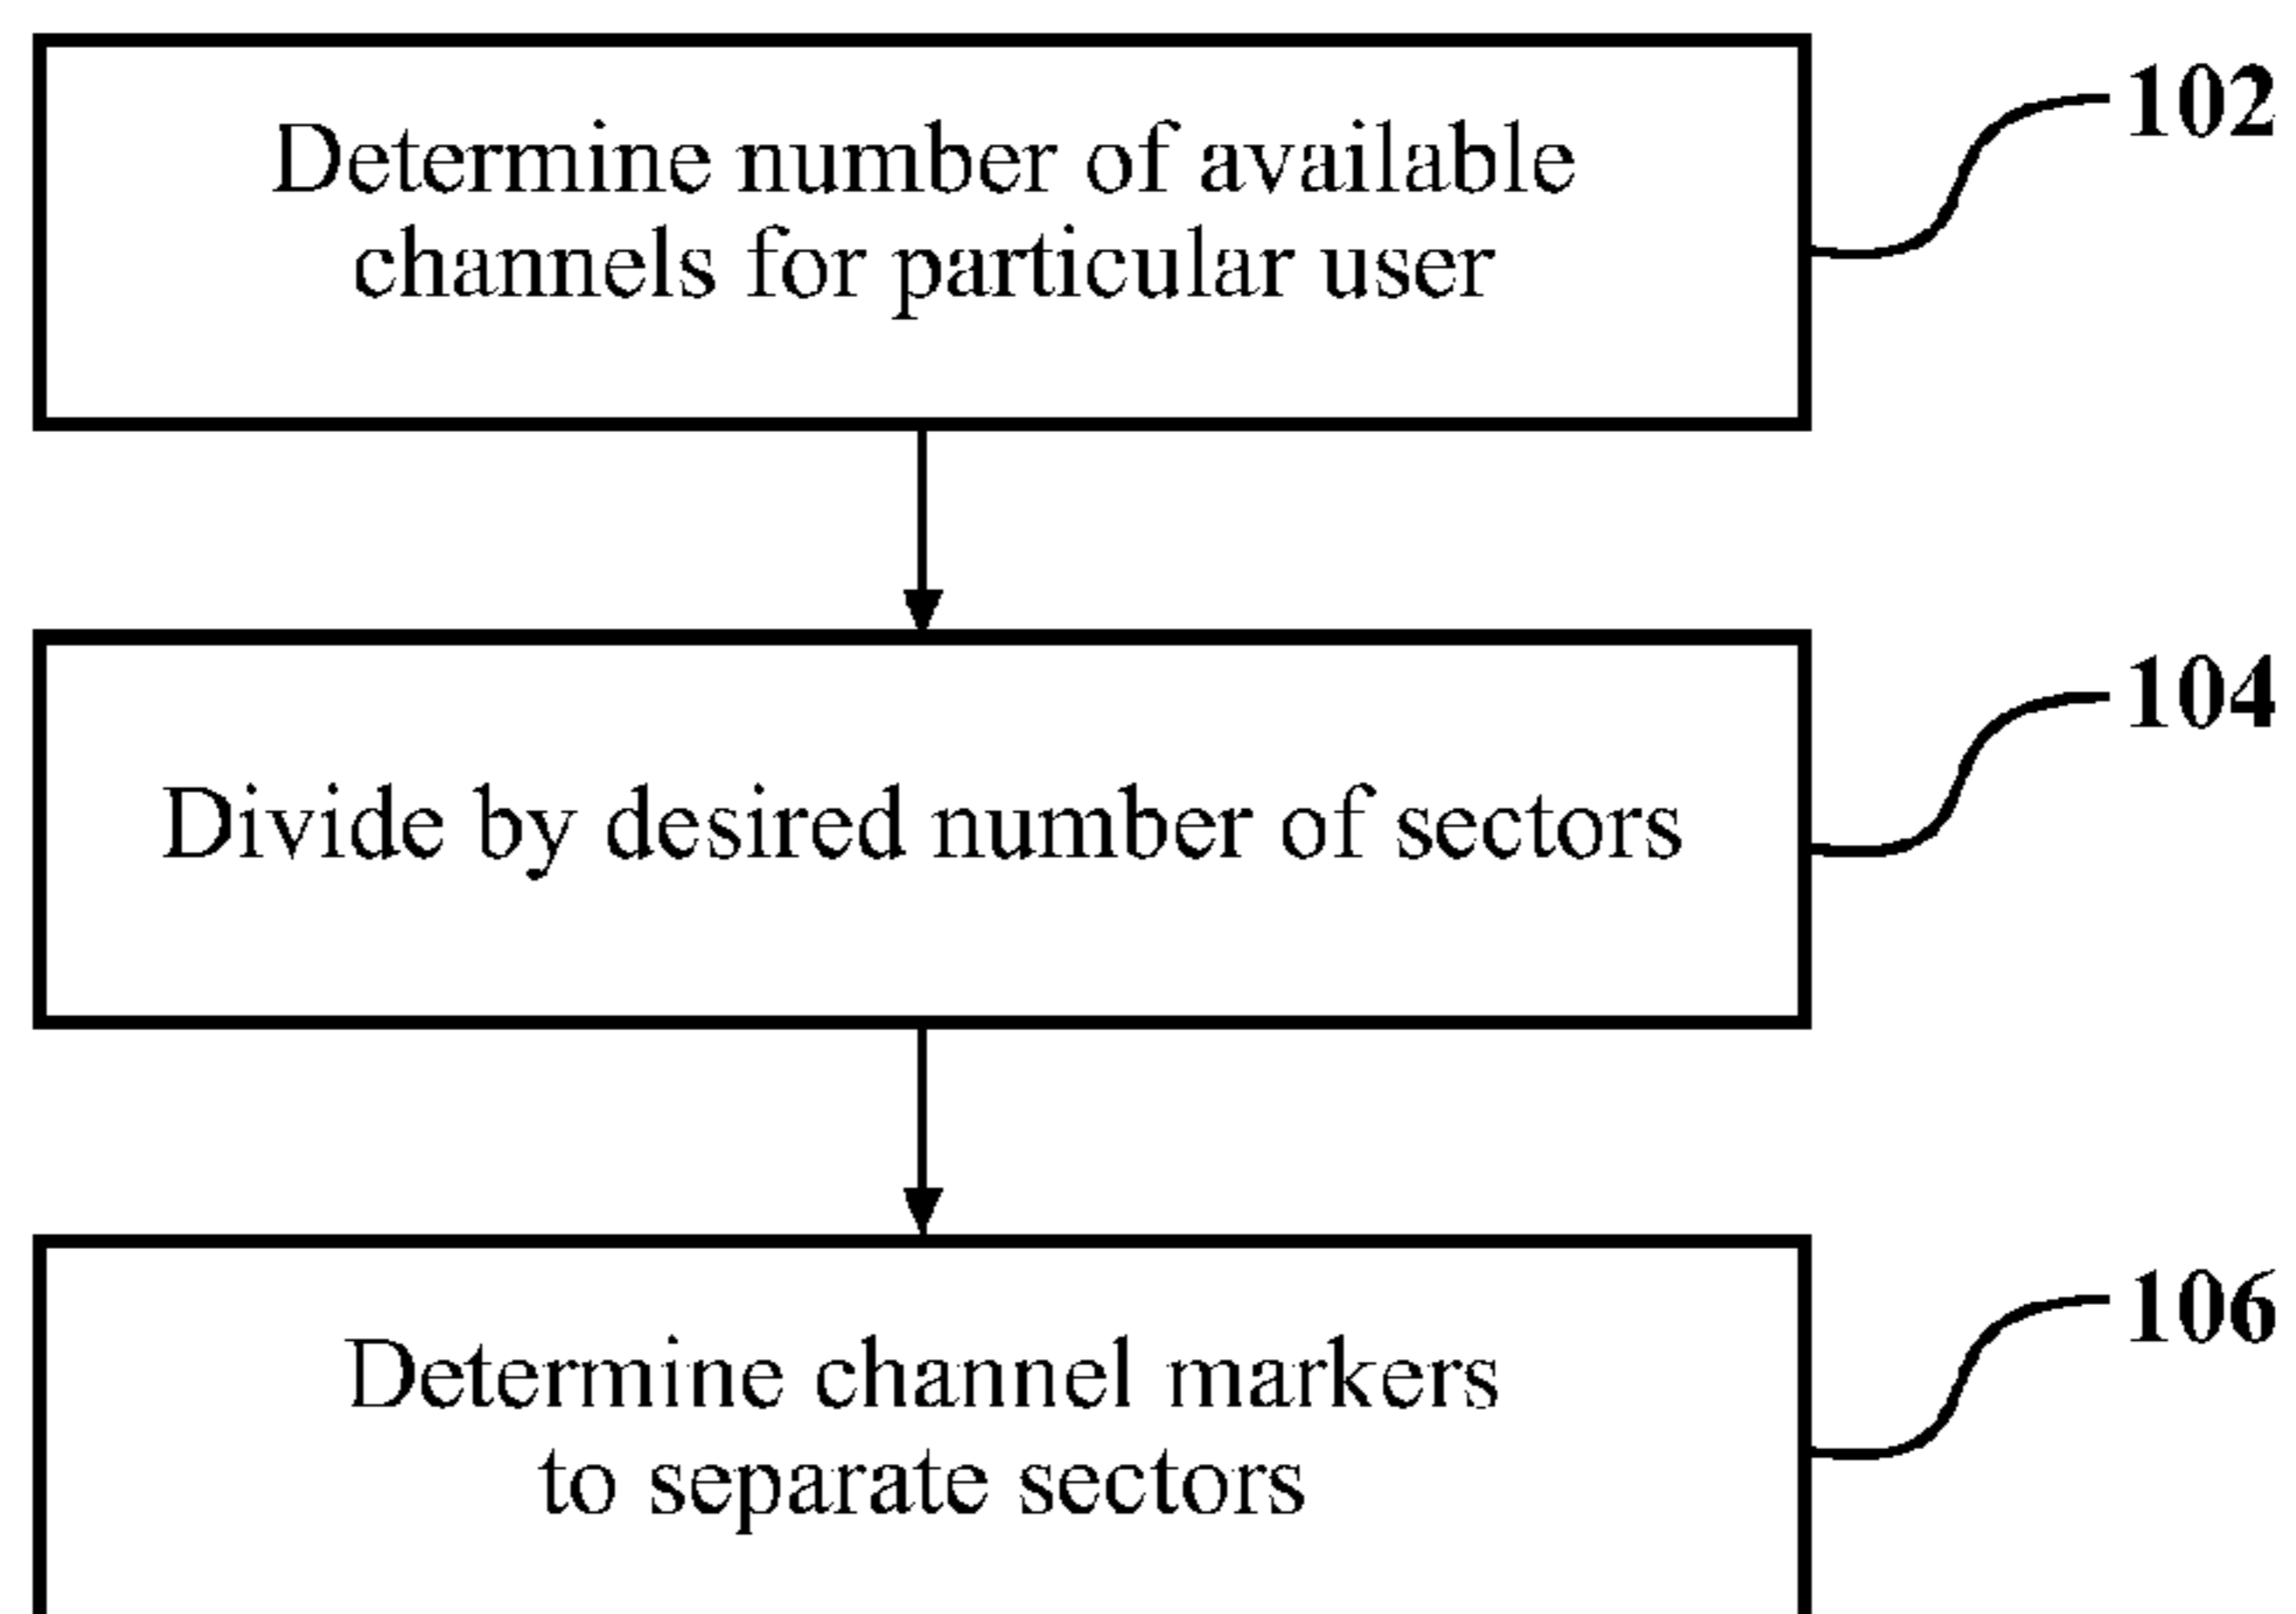 Determine number of available
channels for particular user
102
Divide by desired number of sectors
104
Determine channel markers
to separate sectors
106